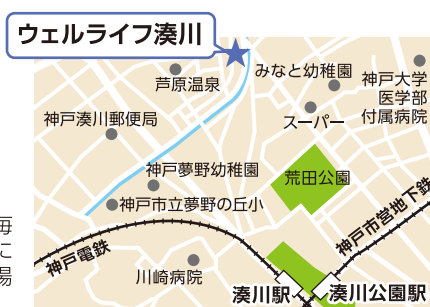 ウェルライフ湊川
みなと幼稚園
芦原温泉
神戸大学
医学部
付属病院
スーパー
神戸湊川郵便局
神戸夢野幼稚園
荒田公園
神戸市立夢野の丘小
神戸市営地下鉄
神戸電鉄
川崎病院
湊川駅
湊川公園駅
毎
に
場